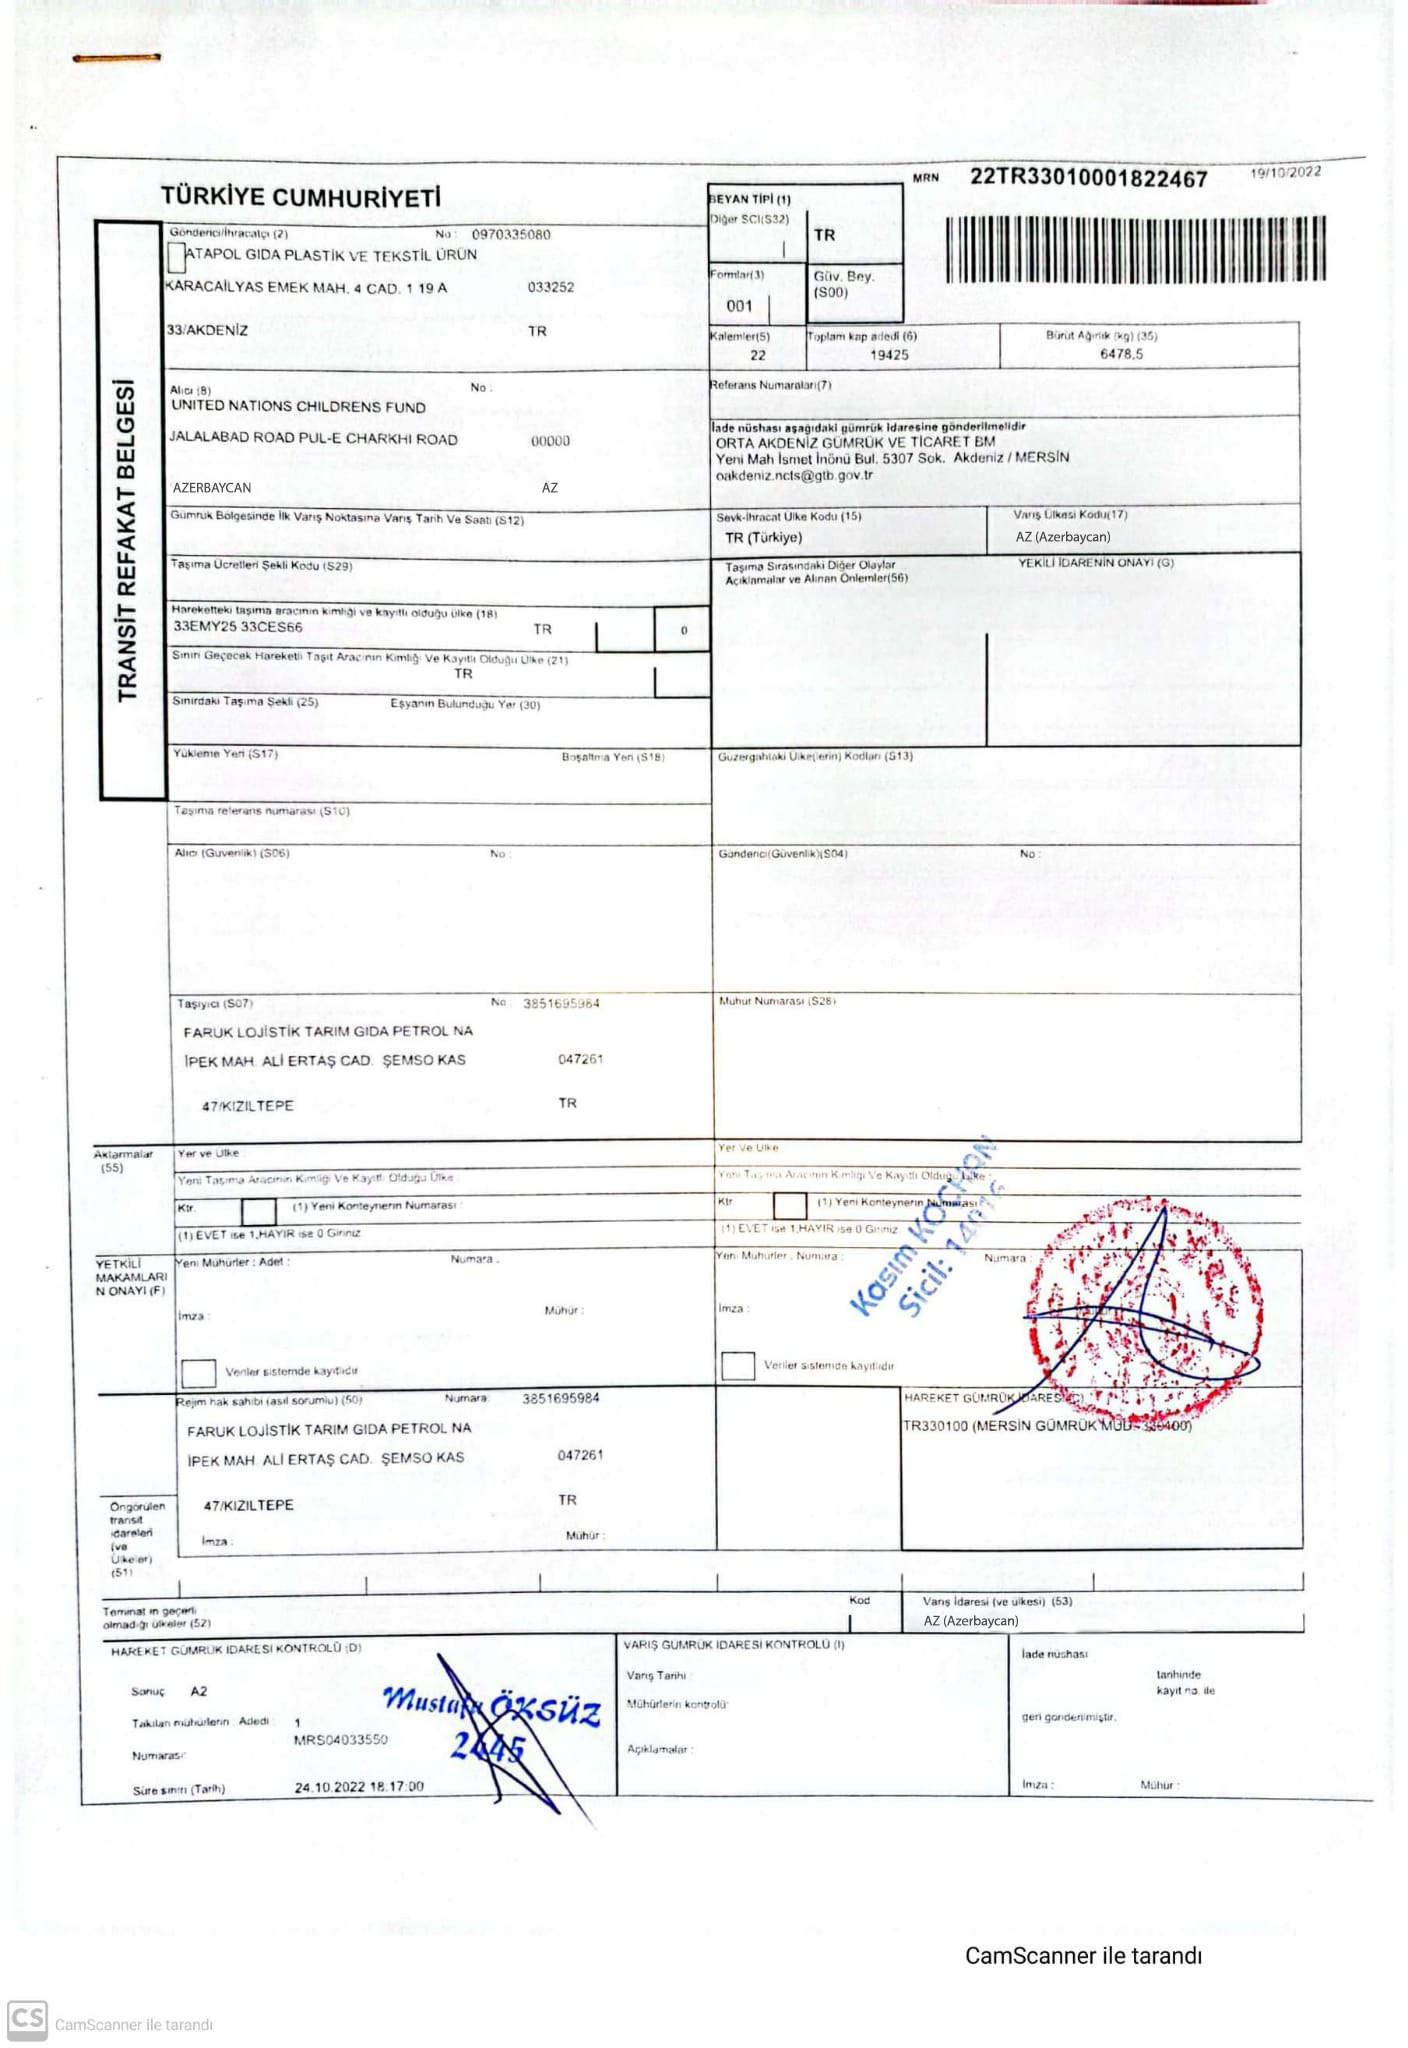 TÜRKİYE CUMHURİYETİ
MRN 22TR33010001822467 19/10/2022
TRANSİT REFAKAT BELGESİ
Gönderici/İhracatçı (2) No : 0970335080
ATAPOL GIDA PLASTİK VE TEKSTİL ÜRÜN
KARACAİLYAS EMEK MAH. 4 CAD. 1 19 A 033252
33/AKDENİZ TR
BEYAN TİPİ (1)
Diğer SCI(S32)
TR
Formlar(3)
001
Güv. Bey.
(S00)
Kalemler(5)
22
Toplam kap adedi (6)
19425
Bürüt Ağırlık (kg) (35)
6478,5
Alıcı (8) No :
UNITED NATIONS CHILDRENS FUND
JALALABAD ROAD PUL-E CHARKHI ROAD 00000
AZERBAYCAN AZ
Referans Numaraları(7)
İade nüshası aşağıdaki gümrük idaresine gönderilmelidir
ORTA AKDENİZ GÜMRÜK VE TİCARET BM
Yeni Mah İsmet İnönü Bul. 5307 Sok. Akdeniz / MERSİN
oakdeniz.ncts@gtb.gov.tr
Gümrük Bölgesinde İlk Varış Noktasına Varış Tarih Ve Saati (S12)
Sevk-İhracat Ülke Kodu (15)
TR (Türkiye)
Varış Ülkesi Kodu(17)
AZ (Azerbaycan)
Taşıma Ücretleri Şekli Kodu (S29)
Taşıma Sırasındaki Diğer Olaylar
Açıklamalar ve Alınan Önlemler(56)
YEKİLİ İDARENİN ONAYI (G)
Hareketteki taşıma aracının kimliği ve kayıtlı olduğu ülke (18)
33EMY25 33CES66 TR 0
Sınırı Geçecek Hareketli Taşıt Aracının Kimliği Ve Kayıtlı Olduğu Ülke (21)
TR
Sınırdaki Taşıma Şekli (25) Eşyanın Bulunduğu Yer (30)
Yükleme Yeri (S17) Boşaltma Yeri (S18)
Güzergahtaki Ülke(lerin) Kodları (S13)
Taşıma referans numarası (S10)
Alıcı (Güvenlik) (S06) No :
Gönderici(Güvenlik)(S04) No :
Taşıyıcı (S07) No : 3851695984
FARUK LOJİSTİK TARIM GIDA PETROL NA
İPEK MAH. ALİ ERTAŞ CAD. ŞEMSO KAS 047261
47/KIZILTEPE TR
Mühür Numarası (S28)
Aktarmalar
(55)
Yer ve Ülke :
Yeni Taşıma Aracının Kimliği Ve Kayıtlı Olduğu Ülke :
Ktr. (1) Yeni Konteynerin Numarası :
(1) EVET ise 1,HAYIR ise 0 Giriniz
Yer Ve Ülke
Yeni Taşıma Aracının Kimliği Ve Kayıtlı Olduğu Ülke :
Ktr (1) Yeni Konteynerin Numarası:
(1) EVET ise 1,HAYIR ise 0 Giriniz
Kasım KOÇHAN
Sicil: 14016
YETKİLİ
MAKAMLARI
N ONAYI (F)
Yeni Mühürler : Adet : Numara :
İmza : Mühür :
Veriler sistemde kayıtlıdır
Yeni Mühürler : Numara : Numara :
İmza :
Veriler sistemde kayıtlıdır
Rejim hak sahibi (asıl sorumlu) (50) Numara: 3851695984
FARUK LOJİSTİK TARIM GIDA PETROL NA
İPEK MAH. ALİ ERTAŞ CAD. ŞEMSO KAS 047261
47/KIZILTEPE TR
İmza : Mühür :
HAREKET GÜMRÜK İDARESİ(C)
TR330100 (MERSİN GÜMRÜK MÜD.-330100)
Öngörülen
transit
idareleri
(ve
Ülkeler)
(51)
Teminat ın geçerli
olmadığı ülkeler (52)
Kod
Varış İdaresi (ve ülkesi) (53)
AZ (Azerbaycan)
HAREKET GÜMRÜK İDARESİ KONTROLÜ (D)
Sonuç A2
Takılan mühürlerin : Adedi : 1
MRS04033550
Numarası:
Süre sınırı (Tarih) 24.10.2022 18:17:00
Mustafa ÖKSÜZ
2445
VARIŞ GÜMRÜK İDARESİ KONTROLÜ (I)
Varış Tarihi :
Mühürlerin kontrolü:
Açıklamalar :
İade nüshası
tarihinde
kayıt no. ile
geri gönderilmiştir.
İmza : Mühür :
CamScanner ile tarandı
CS CamScanner ile tarandı